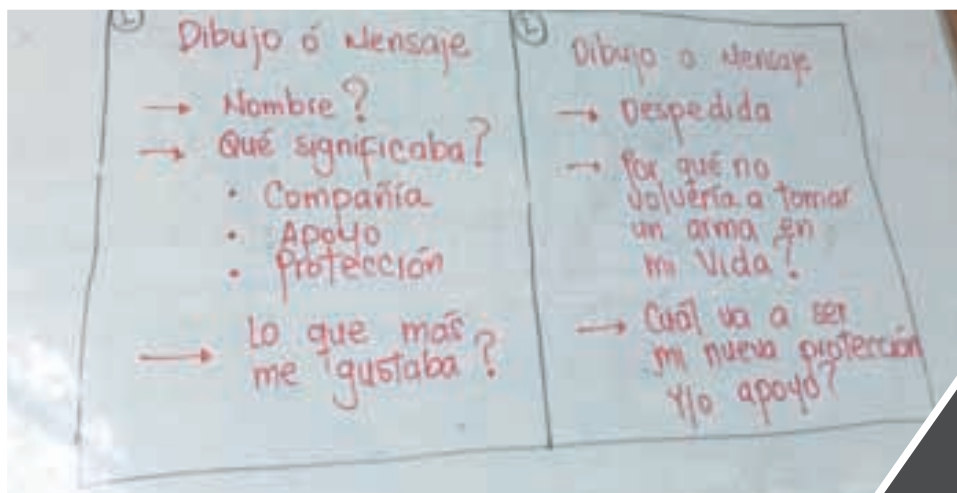 Dibujo ó Mensaje
→ Nombre?
→ Qué significaba?
• Compañía
• Apoyo
• Protección
→ Lo que más
me gustaba?
Dibujo o Mensaje
→ Despedida
→ Por qué no
volvería a tomar
un arma en
mi vida?
→ Cuál va a ser
mi nueva protección
y/o apoyo?